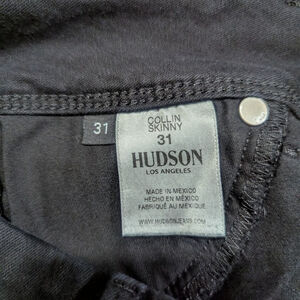 31
COLLIN
SKINNY
31
HUDSON
LOS ANGELES
MADE IN MEXICO
HECHO EN MÉXICO
FABRIQUÉ AU MEXIQUE
WWW.HUDSONJEANS.COM